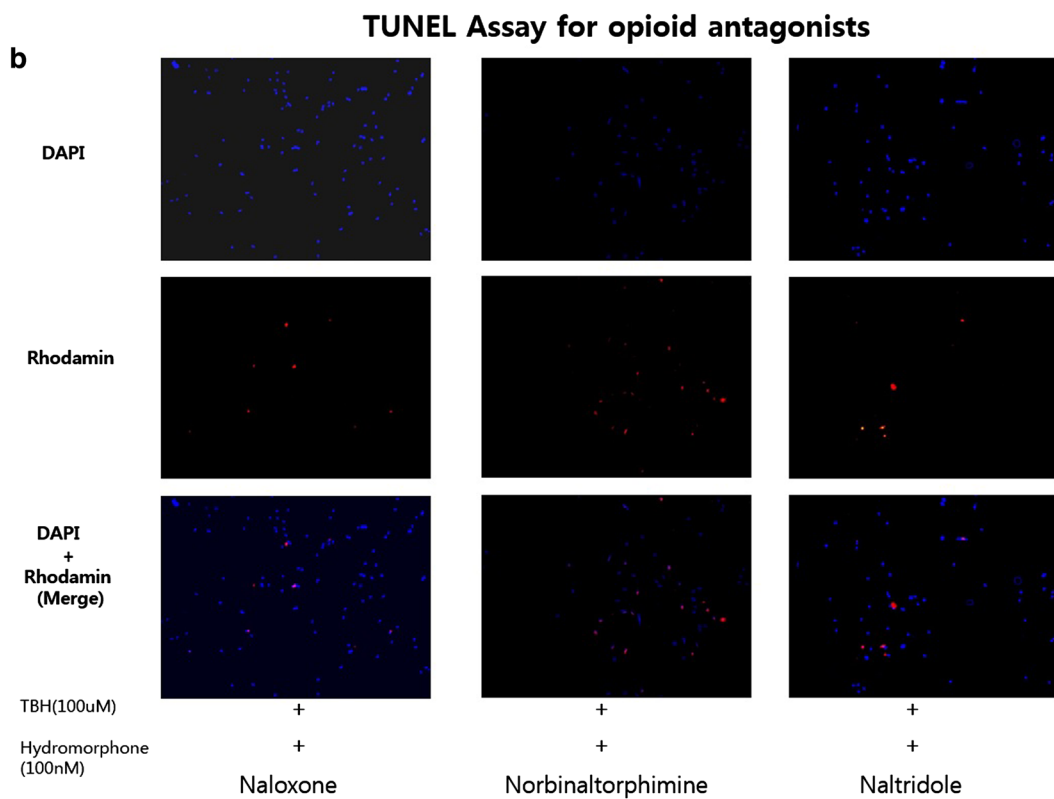 TUNEL Assay for opioid antagonists
b
DAPI
Rhodamin
DAPI
+
Rhodamin
(Merge)
TBH(100uM)
+ + +
Hydromorphone
(100nM)
+ + +
Naloxone Norbinaltorphimine Naltridole